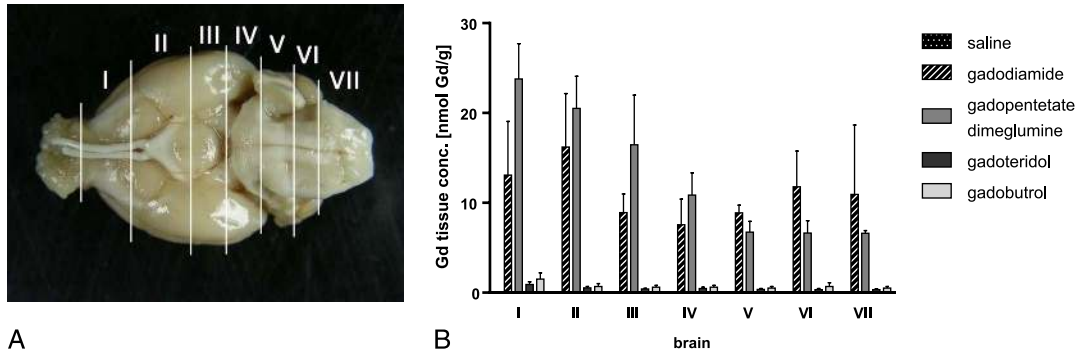 I
II
III
IV
V
VI
VII
A
Gd tissue conc. [nmol Gd/g]
30
20
10
0
I II III IV V VI VII
brain
saline
gadodiamide
gadopentetate
dimeglumine
gadoteridol
gadobutrol
B